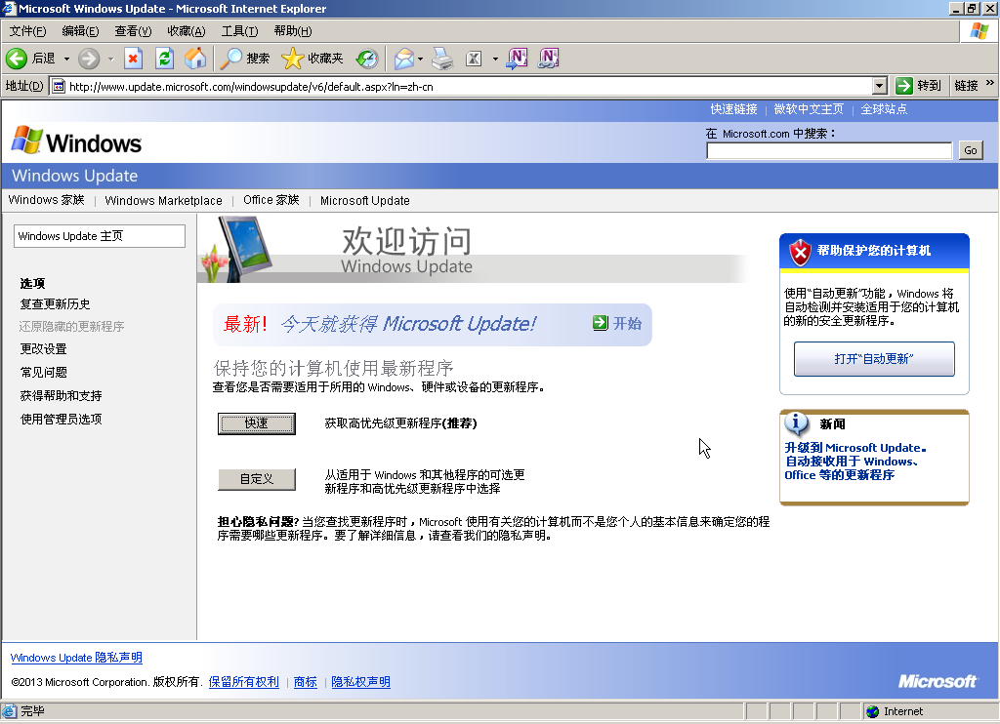 Microsoft Windows Update - Microsoft Internet Explorer
文件(F) 编辑(E) 查看(V) 收藏(A) 工具(T) 帮助(H)
后退 搜索 收藏夹
地址(D) http://www.update.microsoft.com/windowsupdate/v6/default.aspx?ln=zh-cn 转到 链接 »
快速链接 | 微软中文主页 | 全球站点
Windows
在 Microsoft.com 中搜索：
Go
Windows Update
Windows 家族 | Windows Marketplace | Office 家族 | Microsoft Update
Windows Update 主页
选项
复查更新历史
还原隐藏的更新程序
更改设置
常见问题
获得帮助和支持
使用管理员选项
欢迎访问
Windows Update
最新! 今天就获得 Microsoft Update! 开始
保持您的计算机使用最新程序
查看您是否需要适用于所用的 Windows、硬件或设备的更新程序。
快速 获取高优先级更新程序(推荐)
自定义 从适用于 Windows 和其他程序的可选更
新程序和高优先级更新程序中选择
担心隐私问题? 当您查找更新程序时，Microsoft 使用有关您的计算机而不是您个人的基本信息来确定您的程
序需要哪些更新程序。要了解详细信息，请查看我们的隐私声明。
帮助保护您的计算机
使用“自动更新”功能，Windows 将
自动检测并安装适用于您的计算机
的新的安全更新程序。
打开“自动更新”
新闻
升级到 Microsoft Update。
自动接收用于 Windows、
Office 等的更新程序
Windows Update 隐私声明
©2013 Microsoft Corporation. 版权所有. 保留所有权利 | 商标 | 隐私权声明
Microsoft
完毕 Internet